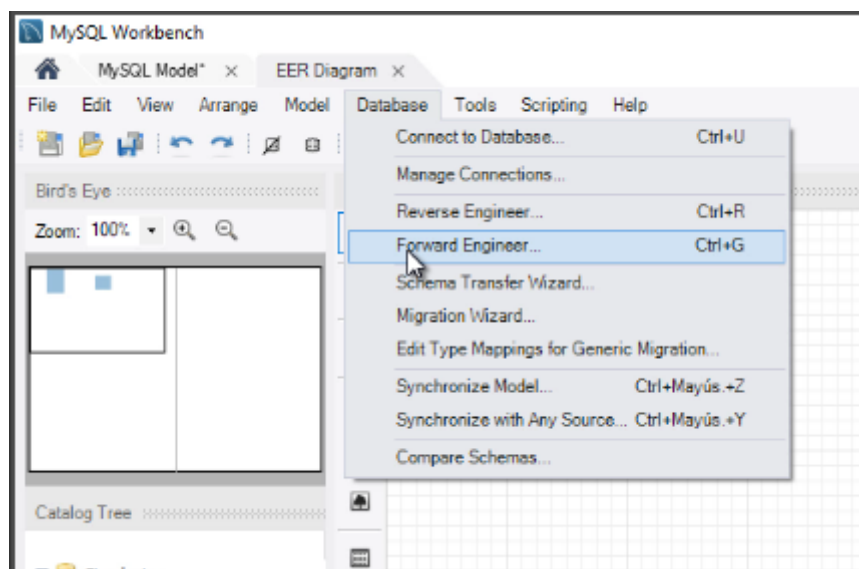 MySQL Workbench
MySQL Model* × EER Diagram ×
File Edit View Arrange Model Database Tools Scripting Help
Connect to Database... Ctrl+U
Manage Connections...
Bird's Eye
Reverse Engineer... Ctrl+R
Zoom: 100%
Forward Engineer... Ctrl+G
Schema Transfer Wizard...
Migration Wizard...
Edit Type Mappings for Generic Migration...
Synchronize Model... Ctrl+Mayús.+Z
Synchronize with Any Source... Ctrl+Mayús.+Y
Compare Schemas...
Catalog Tree